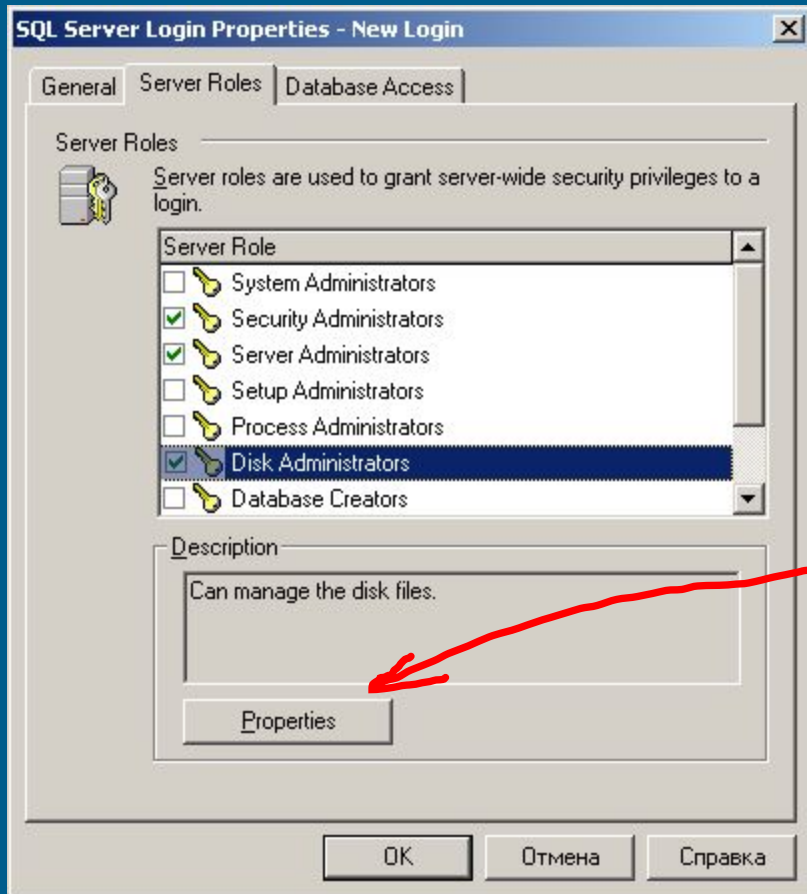 SQL Server Login Properties - New Login
General Server Roles Database Access
Server Roles
Server roles are used to grant server-wide security privileges to a
login.
Server Role
System Administrators
Security Administrators
Server Administrators
Setup Administrators
Process Administrators
Disk Administrators
Database Creators
Description
Can manage the disk files.
Properties
OK Отмена Справка